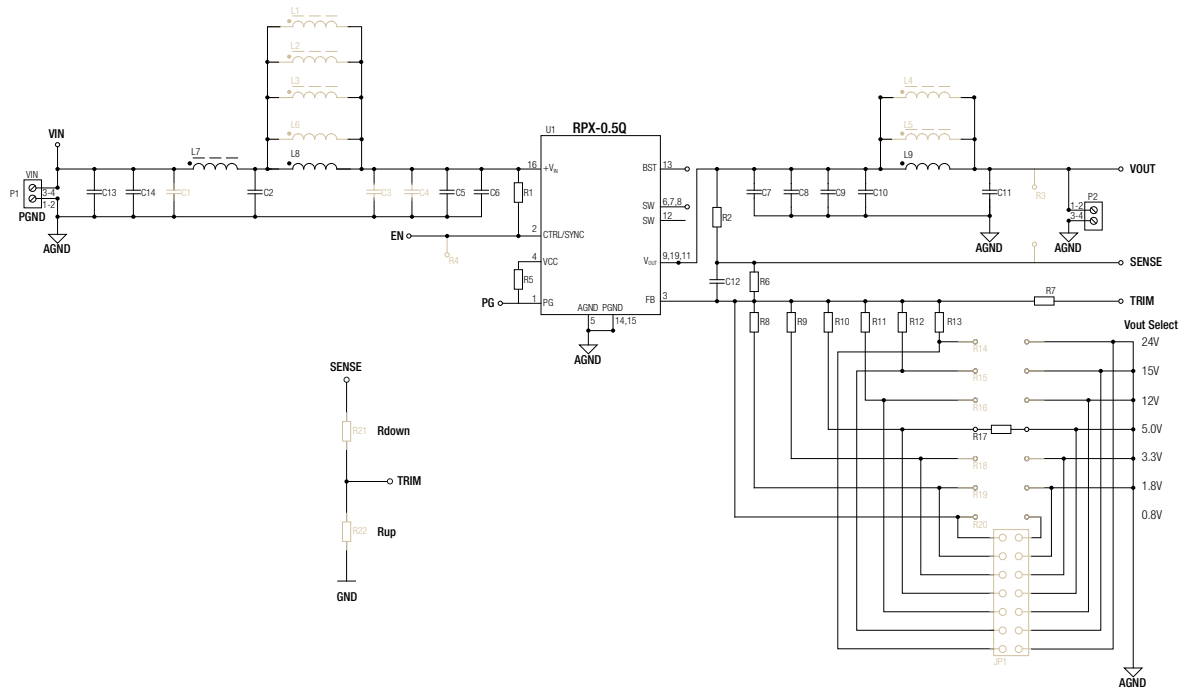 L1
L2
L3
L4
L6
L5
VIN
L7
L8
U1
RPX-0.5Q
L9
VIN
P1
3-4
1-2
PGND
C13
C14
C1
C2
C3
C4
C5
C6
R1
16
+VIN
BST
13
C7
C8
C9
C10
C11
R3
VOUT
P2
1-2
3-4
SW
6,7,8
SW
12
R2
AGND
EN
2
CTRL/SYNC
AGND
AGND
R4
4
VCC
VOUT
9,19,11
SENSE
R5
C12
R6
PG
1
PG
FB
3
R7
TRIM
AGND PGND
5
14,15
AGND
R8
R9
R10
R11
R12
R13
Vout Select
R14
24V
SENSE
R15
15V
R16
12V
R21
Rdown
R17
5.0V
R18
3.3V
TRIM
R19
1.8V
R20
0.8V
R22
Rup
GND
JP1
AGND